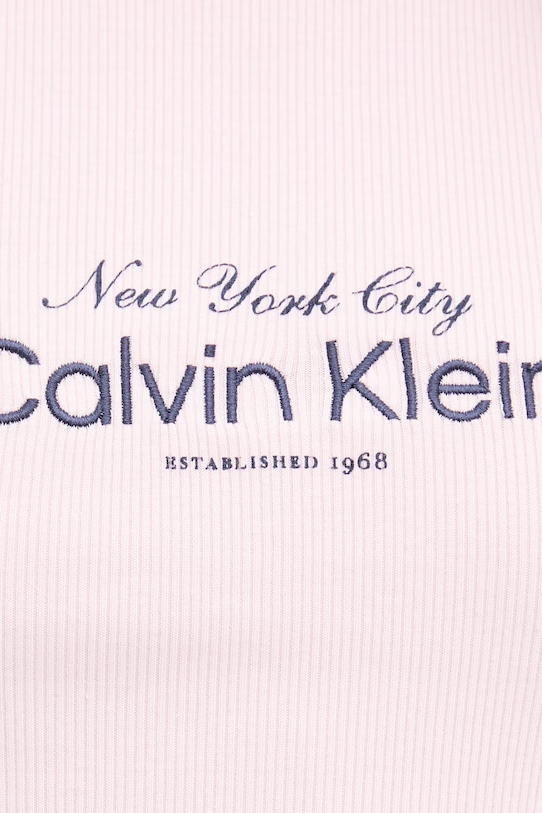 New York City
Calvin Klein
ESTABLISHED 1968